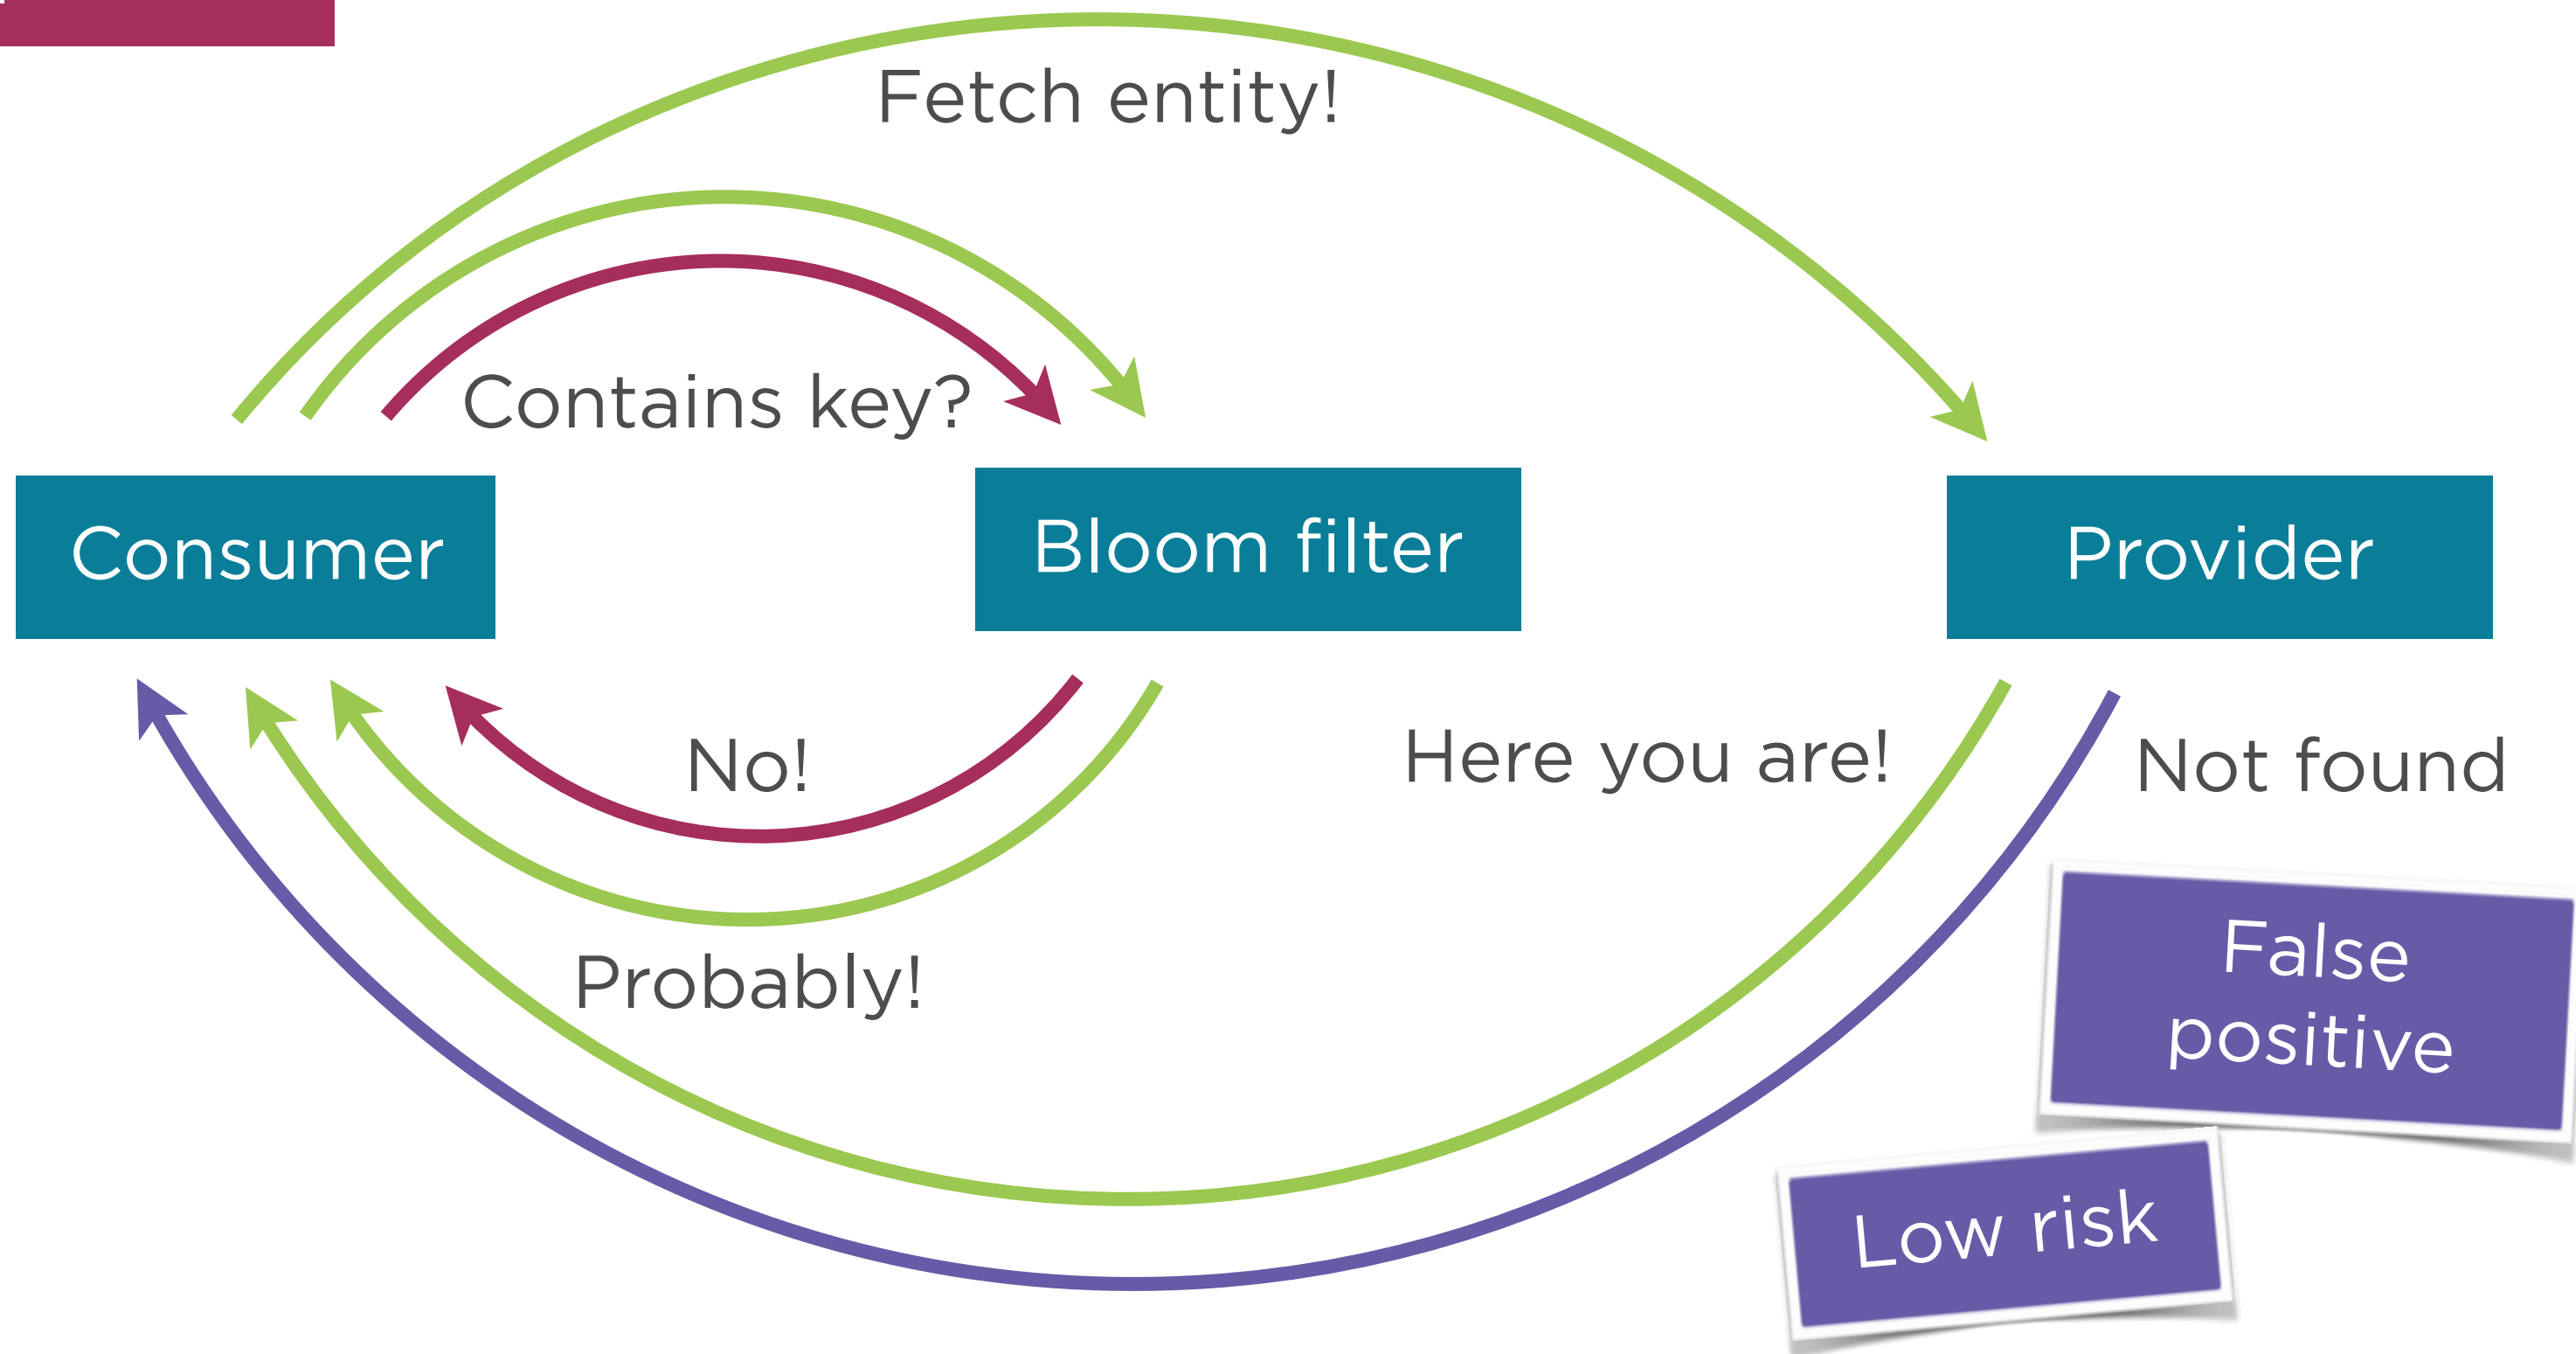 Fetch entity!
Contains key?
Consumer
Bloom filter
Provider
No!
Here you are!
Not found
Probably!
False
positive
Low risk